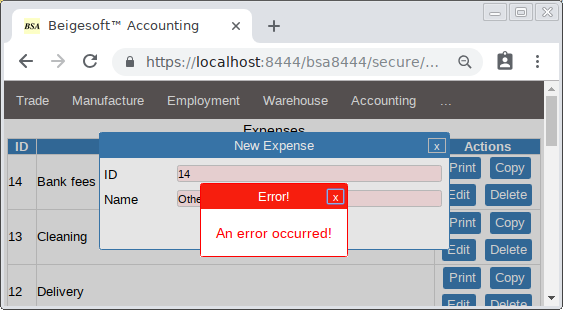 BSA Beigesoft™ Accounting
https://localhost:8444/bsa8444/secure/...
Trade Manufacture Employment Warehouse Accounting ...
Expenses
ID Actions
New Expense x
ID 14
Name Othe
Error! x
An error occurred!
14 Bank fees Print Copy
Edit Delete
13 Cleaning Print Copy
Edit Delete
12 Delivery Print Copy
Edit Delete